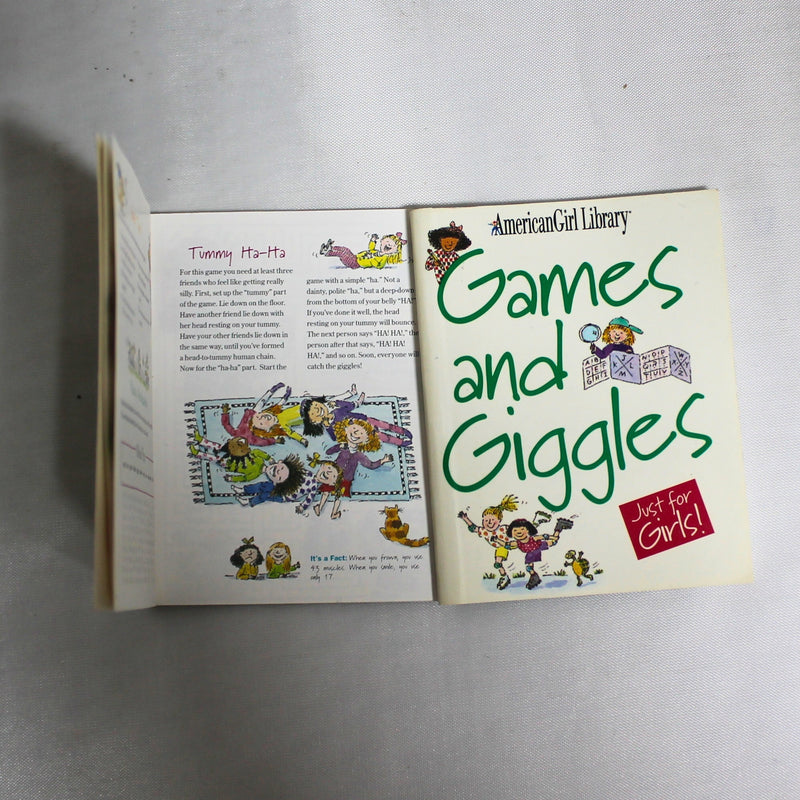 Tummy Ha-Ha
For this game you need at least three
friends who feel like getting really
silly. First, set up the "tummy" part
of the game. Lie down on the floor.
Have another friend lie down with
her head resting on your tummy.
Have your other friends lie down in
the same way, until you've formed
a head-to-tummy human chain.
Now for the "ha-ha" part. Start the
game with a simple "ha." Not a
dainty, polite "ha," but a deep-down
from the bottom of your belly "HA!"
If you've done it well, the head
resting on your tummy will bounce.
The next person says "HA! HA!," the
person after that says, "HA! HA!
HA!," and so on. Soon, everyone will
catch the giggles!
It's a Fact: When you frown, you use
43 muscles. When you smile, you use
only 17.
AmericanGirl Library
Games
and
Giggles
Just for
Girls!